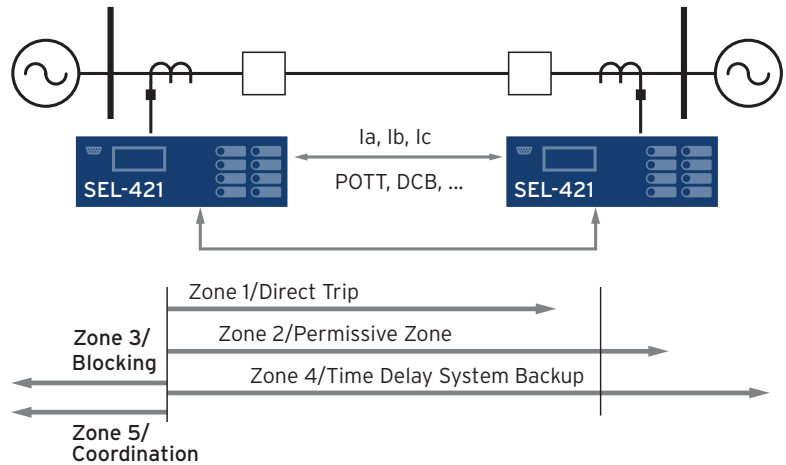 Ia, Ib, Ic
POTT, DCB, ...
SEL-421
SEL-421
Zone 1/Direct Trip
Zone 2/Permissive Zone
Zone 3/
Blocking
Zone 4/Time Delay System Backup
Zone 5/
Coordination